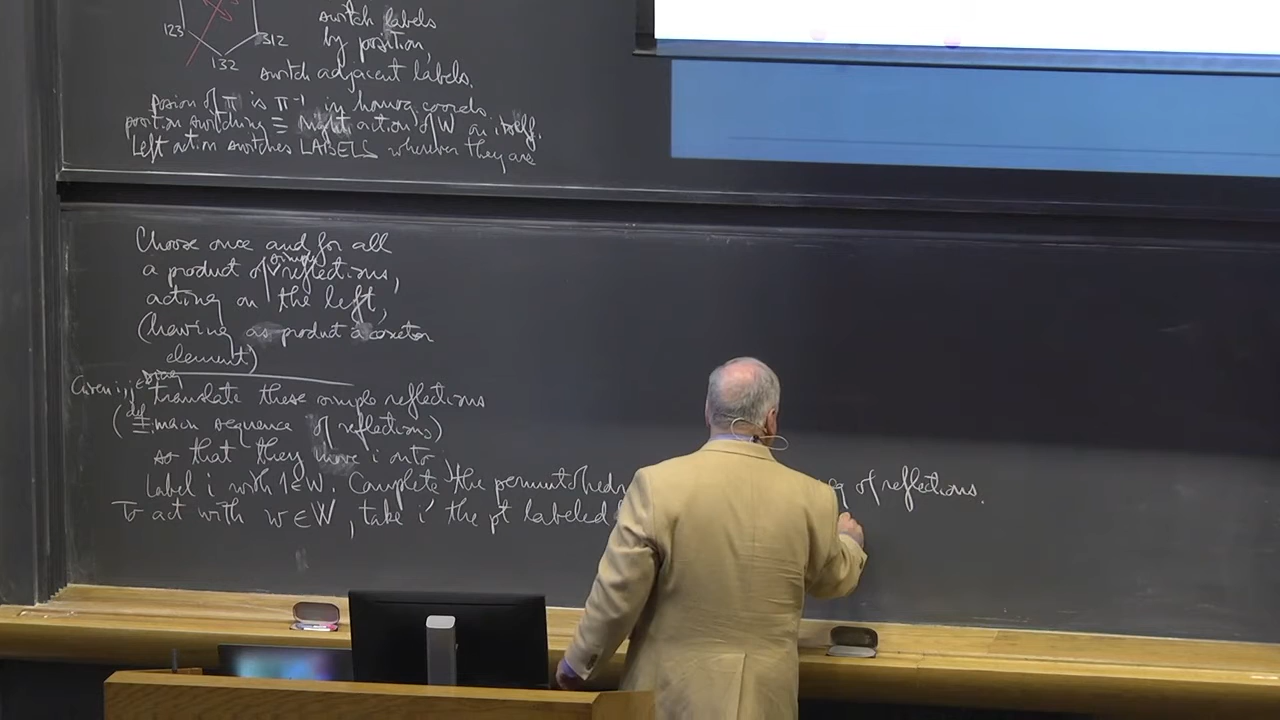 123
312
132
switch labels
by position,
switch adjacent labels.
posion of π is π⁻¹ in homog coords
position switching ≡ right action of W on itself.
Left action switches LABELS wherever they are
Choose once and for all
a product of simple reflections,
acting on the left,
(having as product a coxeter
element)
Given i, j ∈
translate these simple reflections
(≡ def main sequence of reflections)
so that they move i into
Label i with 1∈W. Complete the permutohedr of reflections.
To act with w∈W, take i' the pt labeled